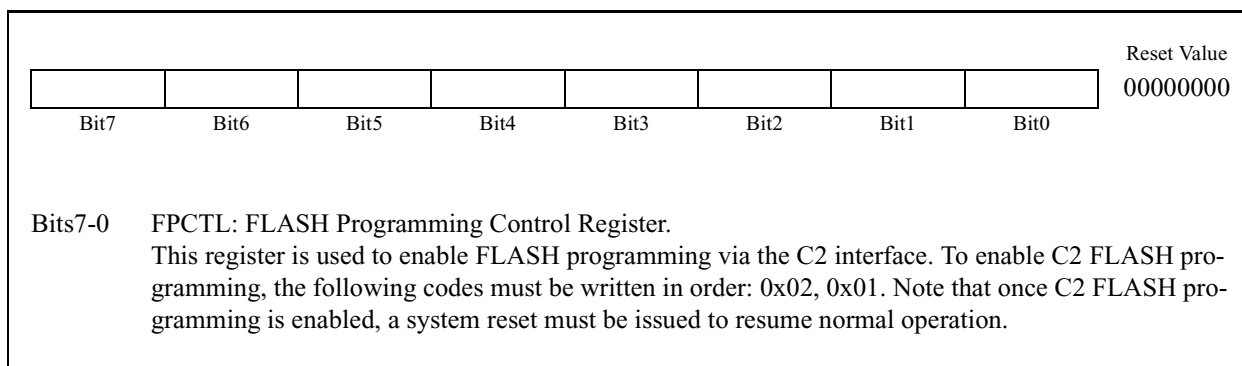 Reset Value
00000000
Bit7 Bit6 Bit5 Bit4 Bit3 Bit2 Bit1 Bit0
Bits7-0 FPCTL: FLASH Programming Control Register.
This register is used to enable FLASH programming via the C2 interface. To enable C2 FLASH pro-
gramming, the following codes must be written in order: 0x02, 0x01. Note that once C2 FLASH pro-
gramming is enabled, a system reset must be issued to resume normal operation.